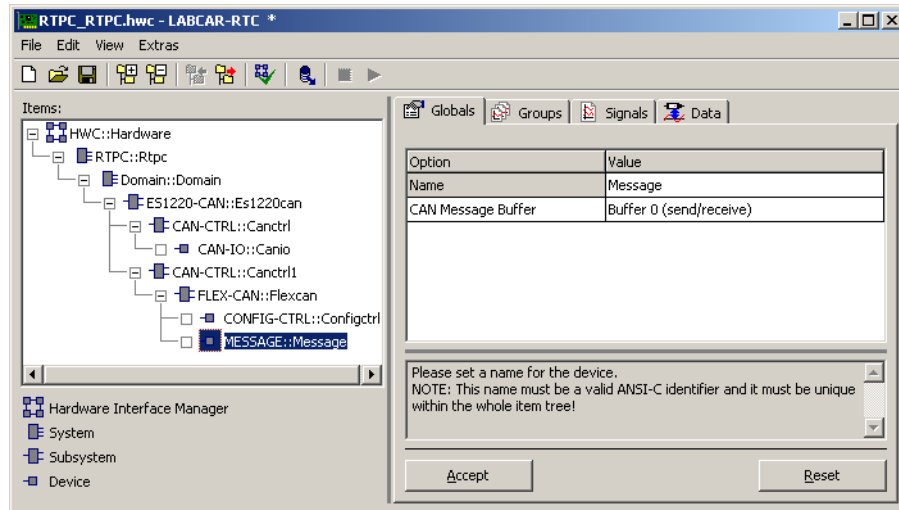 RTPC_RTPC.hwc - LABCAR-RTC *
File Edit View Extras
Items:
HWC::Hardware
RTPC::Rtpc
Domain::Domain
ES1220-CAN::Es1220can
CAN-CTRL::Canctrl
CAN-IO::Canio
CAN-CTRL::Canctrl1
FLEX-CAN::Flexcan
CONFIG-CTRL::Configctrl
MESSAGE::Message
Hardware Interface Manager
System
Subsystem
Device
Globals Groups Signals Data
Option Value
Name Message
CAN Message Buffer Buffer 0 (send/receive)
Please set a name for the device.
NOTE: This name must be a valid ANSI-C identifier and it must be unique
within the whole item tree!
Accept Reset